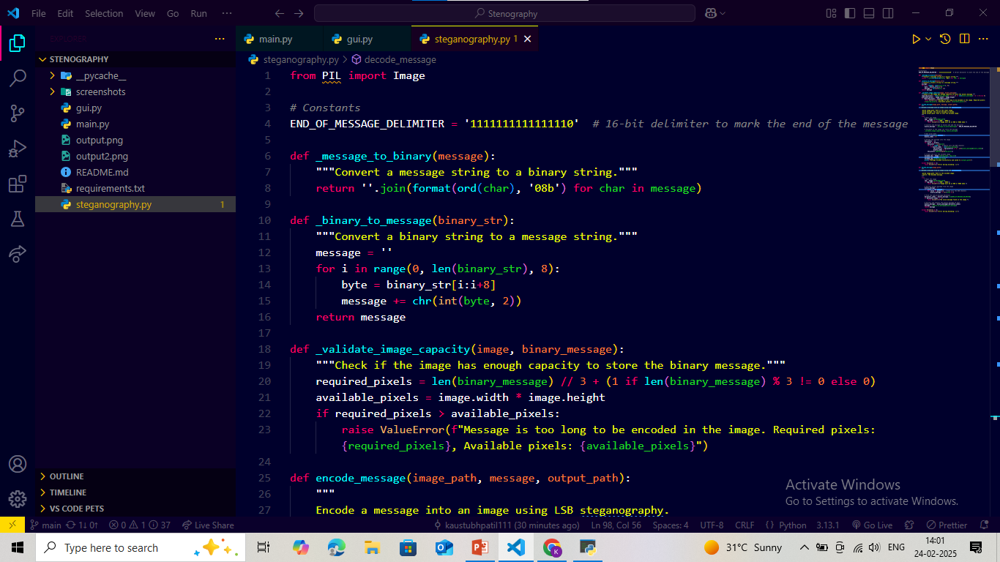 File Edit Selection View Go Run ··· Stenography
EXPLORER ···
main.py gui.py steganography.py 1
STENOGRAPHY
__pycache__
screenshots
gui.py
main.py
output.png
output2.png
README.md
requirements.txt
steganography.py 1
OUTLINE
TIMELINE
VS CODE PETS
steganography.py > decode_message
1 from PIL import Image
2
3 # Constants
4 END_OF_MESSAGE_DELIMITER = '1111111111111110' # 16-bit delimiter to mark the end of the message
5
6 def _message_to_binary(message):
7 """Convert a message string to a binary string."""
8 return ''.join(format(ord(char), '08b') for char in message)
9
10 def _binary_to_message(binary_str):
11 """Convert a binary string to a message string."""
12 message = ''
13 for i in range(0, len(binary_str), 8):
14 byte = binary_str[i:i+8]
15 message += chr(int(byte, 2))
16 return message
17
18 def _validate_image_capacity(image, binary_message):
19 """Check if the image has enough capacity to store the binary message."""
20 required_pixels = len(binary_message) // 3 + (1 if len(binary_message) % 3 != 0 else 0)
21 available_pixels = image.width * image.height
22 if required_pixels > available_pixels:
23 raise ValueError(f"Message is too long to be encoded in the image. Required pixels:
{required_pixels}, Available pixels: {available_pixels}")
24
25 def encode_message(image_path, message, output_path):
26 """
27 Encode a message into an image using LSB steganography.
Activate Windows
Go to Settings to activate Windows.
main 1↓ 0↑ 0 1 37 Live Share kaustubhpatil111 (30 minutes ago) Ln 98, Col 56 Spaces: 4 UTF-8 CRLF {} Python 3.13.1 Go Live Prettier
Type here to search 31°C Sunny ENG 14:01
24-02-2025